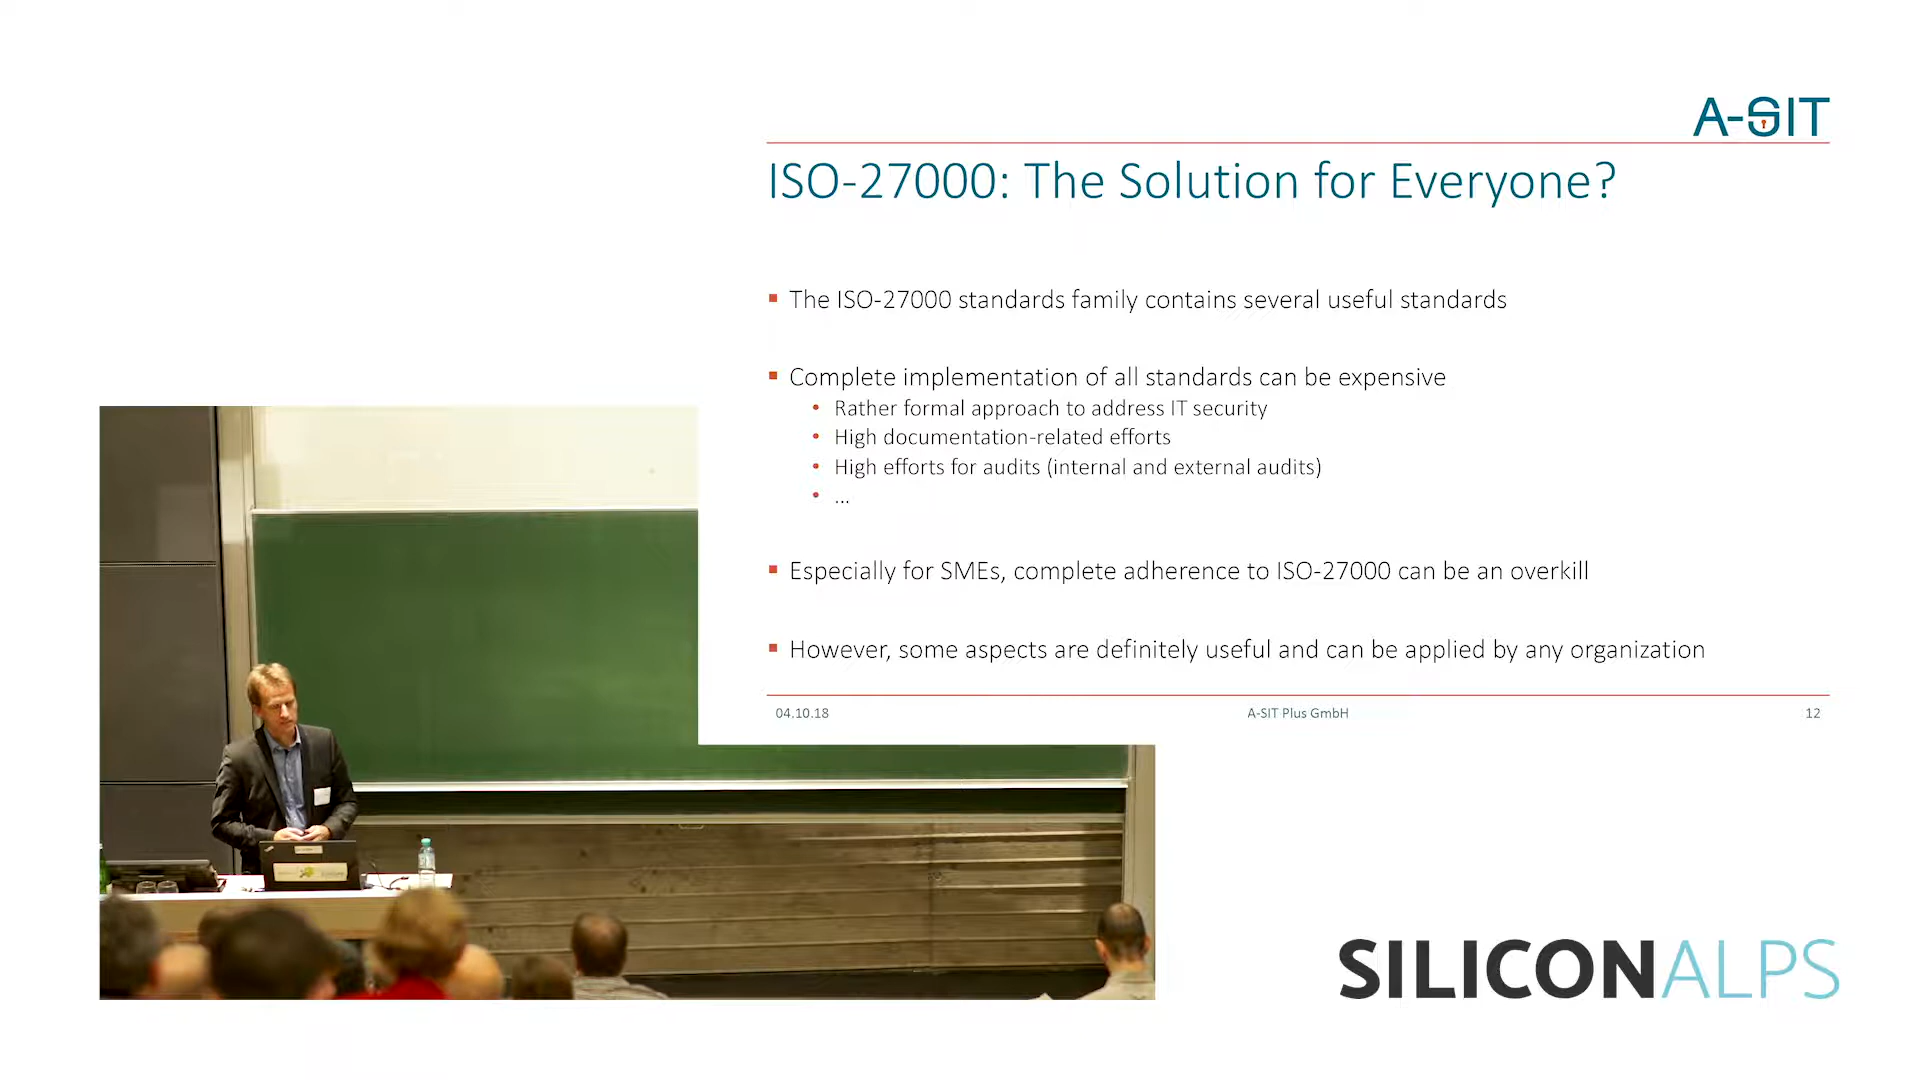 A-SIT
ISO-27000: The Solution for Everyone?
▪ The ISO-27000 standards family contains several useful standards
▪ Complete implementation of all standards can be expensive
• Rather formal approach to address IT security
• High documentation-related efforts
• High efforts for audits (internal and external audits)
• ...
▪ Especially for SMEs, complete adherence to ISO-27000 can be an overkill
▪ However, some aspects are definitely useful and can be applied by any organization
04.10.18 A-SIT Plus GmbH 12
SILICONALPS